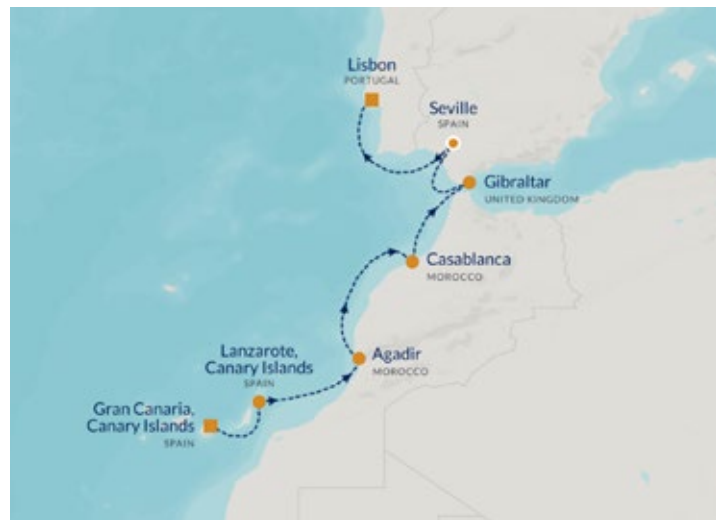 Lisbon
PORTUGAL
Seville
SPAIN
Gibraltar
UNITED KINGDOM
Casablanca
MOROCCO
Lanzarote,
Canary Islands
SPAIN
Agadir
MOROCCO
Gran Canaria,
Canary Islands
SPAIN